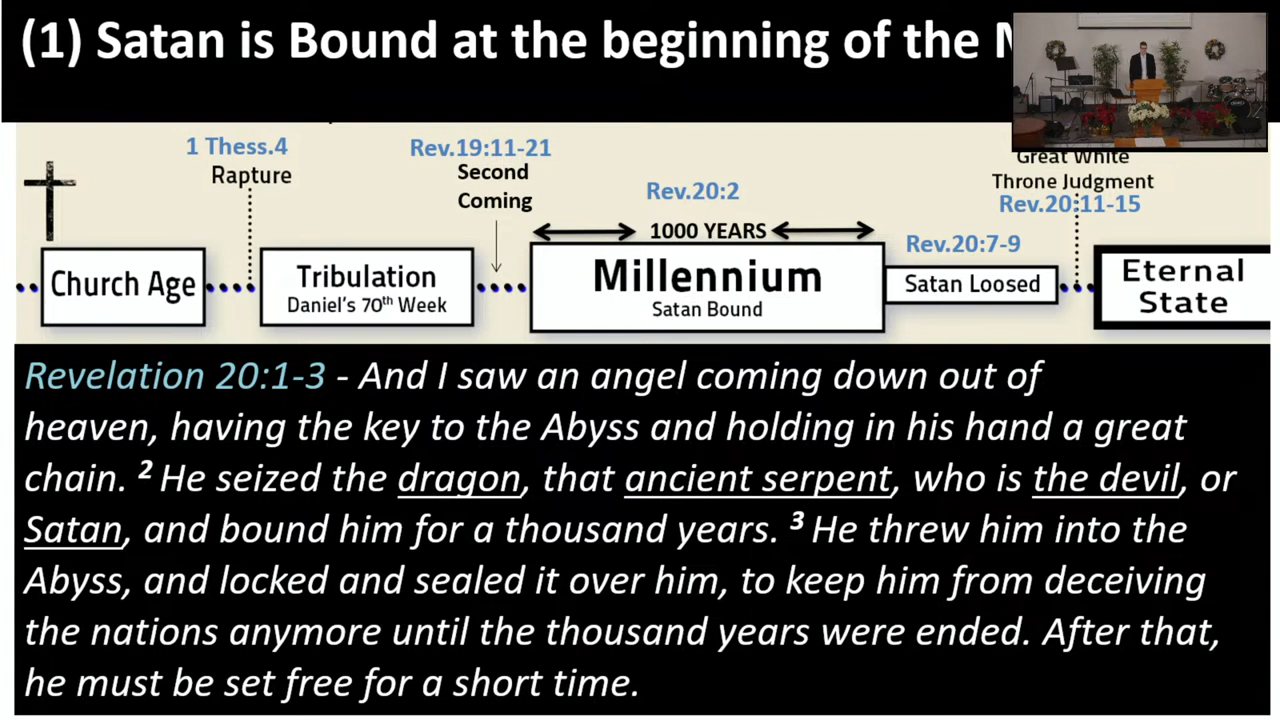 (1) Satan is Bound at the beginning of the
1 Thess.4
Rapture
Rev.19:11-21
Second
Coming
Rev.20:2
1000 YEARS
Great White
Throne Judgment
Rev.20:11-15
Rev.20:7-9
Church Age
Tribulation
Daniel's 70th Week
Millennium
Satan Bound
Satan Loosed
Eternal
State
Revelation 20:1-3 - And I saw an angel coming down out of
heaven, having the key to the Abyss and holding in his hand a great
chain. ² He seized the dragon, that ancient serpent, who is the devil, or
Satan, and bound him for a thousand years. ³ He threw him into the
Abyss, and locked and sealed it over him, to keep him from deceiving
the nations anymore until the thousand years were ended. After that,
he must be set free for a short time.